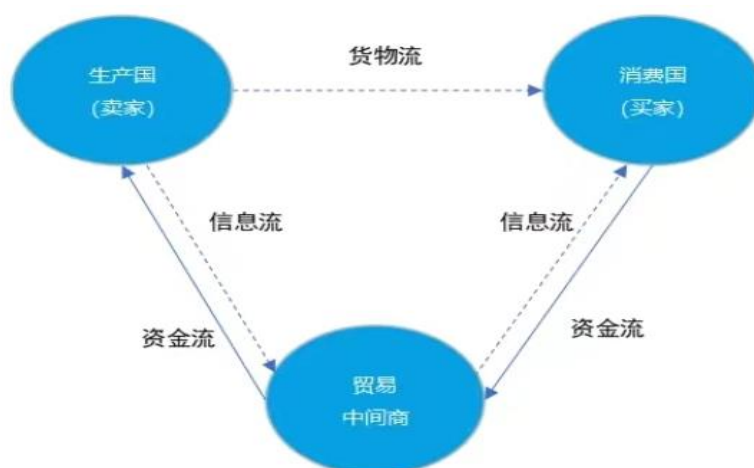 货物流
生产国
(卖家)
消费国
(买家)
信息流
信息流
资金流
资金流
贸易
中间商